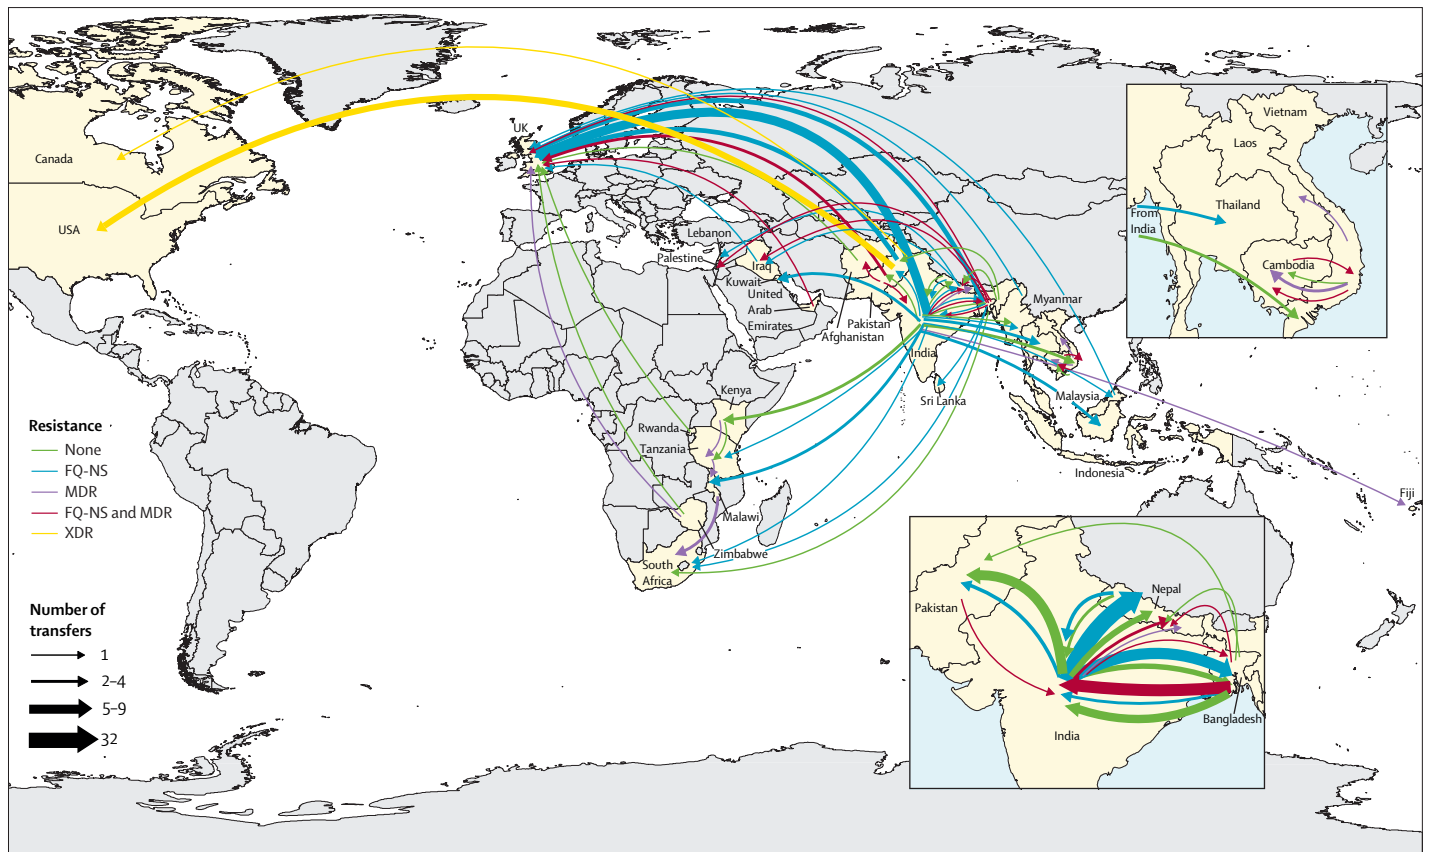 UK
Canada
USA
Lebanon
Palestine
Iraq
Kuwait
United
Arab
Emirates
Pakistan
Afghanistan
India
Sri Lanka
Myanmar
Malaysia
Indonesia
Fiji
Kenya
Rwanda
Tanzania
Malawi
Zimbabwe
South
Africa
Resistance
None
FQ-NS
MDR
FQ-NS and MDR
XDR
Number of
transfers
1
2–4
5–9
32
Vietnam
Laos
Thailand
From
India
Cambodia
Nepal
Pakistan
Bangladesh
India